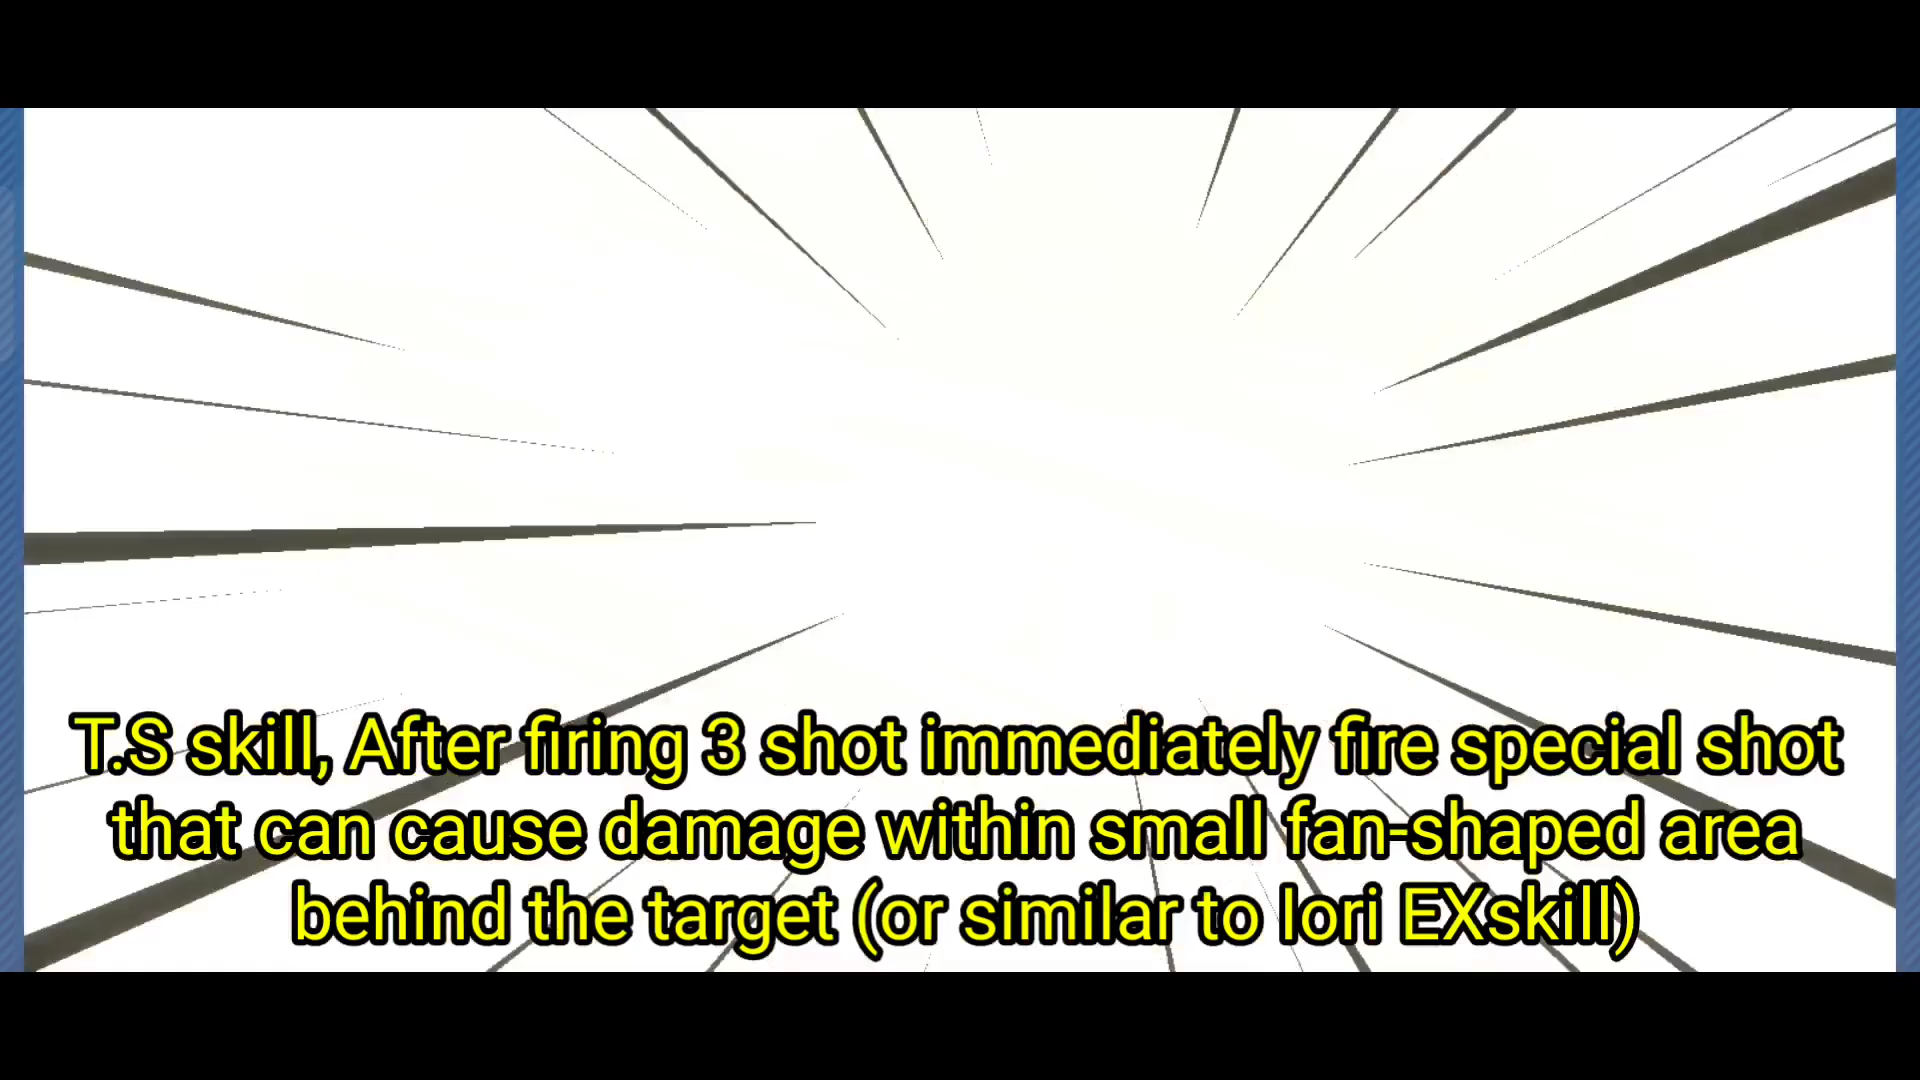 T.S skill, After firing 3 shot immediately fire special shot
that can cause damage within small fan-shaped area
behind the target (or similar to Iori EXskill)